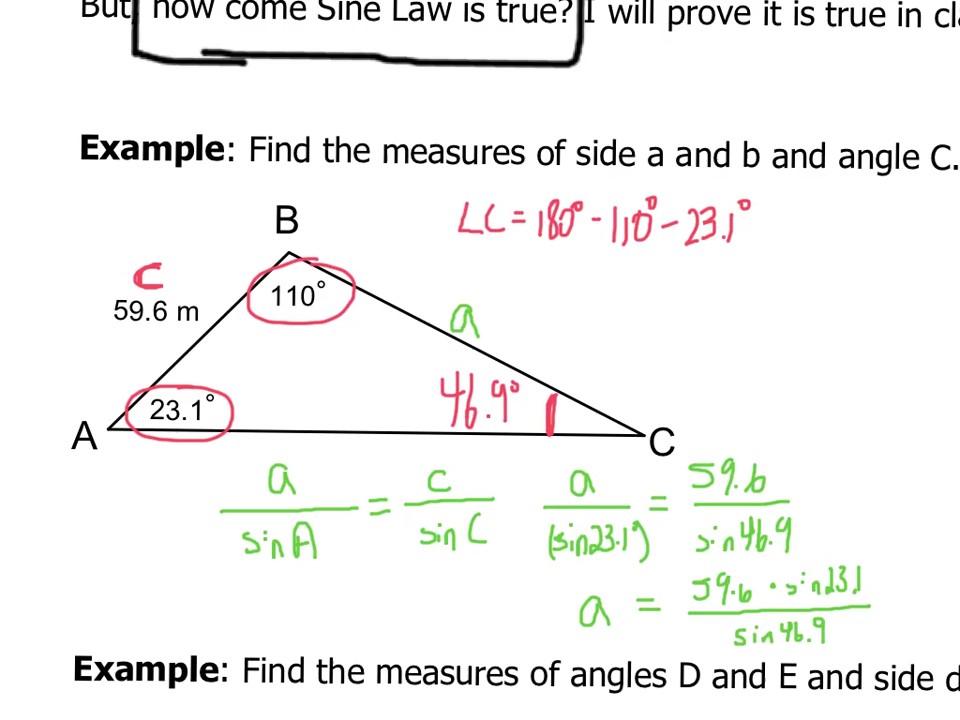 But, how come Sine Law is true? I will prove it is true in cla
Example: Find the measures of side a and b and angle C.
∠C = 180° - 110° - 23.1°
B
c
59.6 m
110°
a
46.9°
23.1°
A
C
a / sin A = c / sin C
a / (sin 23.1°) = 59.6 / sin 46.9
a = 59.6 · sin 23.1 / sin 46.9
Example: Find the measures of angles D and E and side d